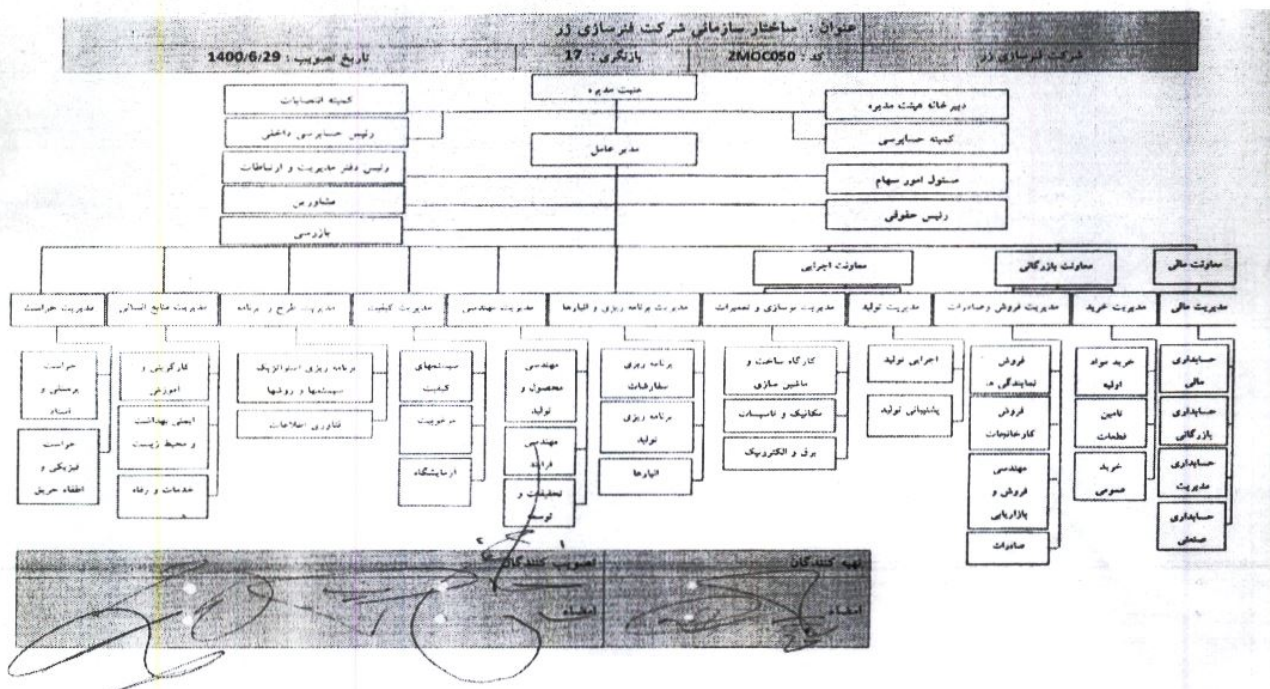 عنوان : ساختار سازمانی شرکت فنرسازی زر
شرکت فنرسازی زر
کد : ZMOC050
بازنگری : 17
تاریخ تصویب : 1400/6/29
هیئت مدیره
کمیته انتصابات
دبیرخانه هیئت مدیره
رئیس حسابرسی داخلی
کمیته حسابرسی
مدیر عامل
رئیس دفتر مدیریت و ارتباطات
مسئول امور سهام
مشاورین
رئیس حقوقی
بازرسی
معاونت مالی
معاونت بازرگانی
معاونت اجرایی
مدیریت مالی
مدیریت خرید
مدیریت فروش وصادرات
مدیریت تولید
مدیریت نوسازی و تعمیرات
مدیریت برنامه ریزی و انبارها
مدیریت مهندسی
مدیریت کیفیت
مدیریت طرح و برنامه
مدیریت منابع انسانی
مدیریت حراست
حسابداری
مالی
حسابداری
بازرگانی
حسابداری
مدیریت
حسابداری
صنعتی
خرید مواد
اولیه
تامین
قطعات
خرید
عمومی
فروش
نمایندگی ه
فروش
کارخانجات
مهندسی
فروش و
بازاریابی
صادرات
اجرایی تولید
پشتیبانی تولید
کارگاه ساخت و
ماشین سازی
مکانیک و تاسیسات
برق و الکترونیک
برنامه ریزی
سفارشات
برنامه ریزی
تولید
انبارها
مهندسی
محصول و
تولید
مهندسی
فرایند
تحقیقات و
توسعه
سیستمهای
کیفیت
مرغوبیت
ازمایشگاه
برنامه ریزی استراتژیک
سیستمها و روشها
فناوری اطلاعات
کارگزینی و
اموزش
ایمنی بهداشت
و محیط زیست
خدمات و رفاه
حراست
پرسنلی و
اسناد
حراست
فیزیکی و
اطفاء حریق
تهیه کنندگان
امضاء
تصویب کنندگان
امضاء